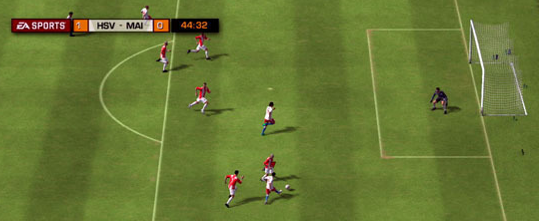 EA SPORTS 1 HSV - MAI 0 44:32